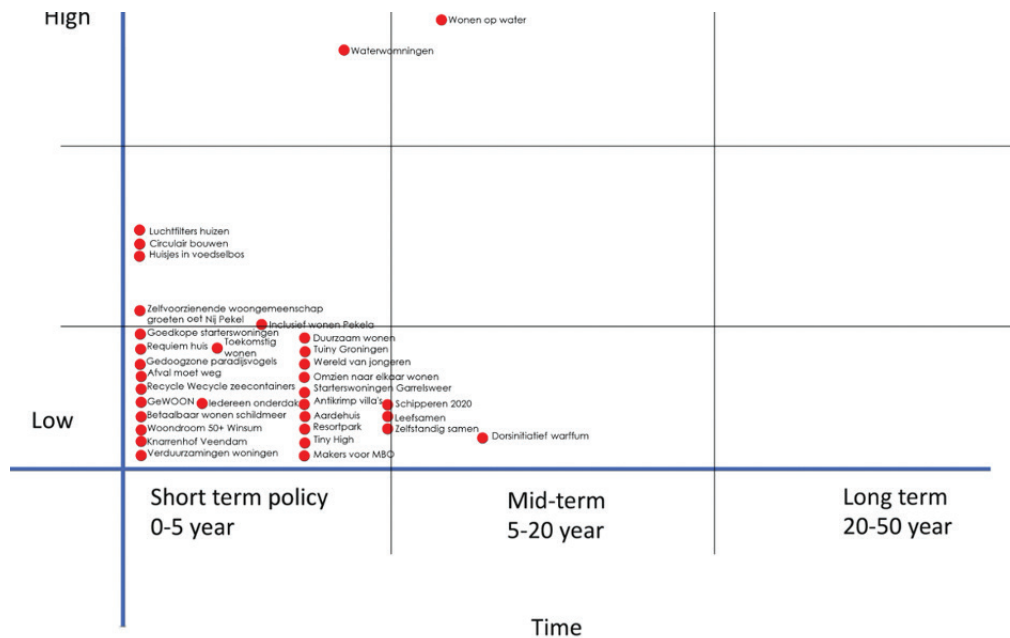 High
Wonen op water
Waterwomningen
Luchtfilters huizen
Circulair bouwen
Huisjes in voedselbos
Zelfvoorzienende woongemeenschap
groeten oet Nij Pekel
Inclusief wonen Pekela
Goedkope starterswoningen
Duurzaam wonen
Requiem huis
Toekomstig
wonen
Tuiny Groningen
Gedoogzone paradijsvogels
Wereld van jongeren
Afval moet weg
Omzien naar elkaar wonen
Recycle Wecycle zeecontainers
Starterswoningen Garrelsweer
GeWOON
Iedereen onderdak
Antikrimp villa's
Schipperen 2020
Betaalbaar wonen schildmeer
Aardehuis
Leefsamen
Woondroom 50+ Winsum
Resortpark
Zelfstandig samen
Knarrenhof Veendam
Tiny High
Dorsinitiatief warffum
Verduurzamingen woningen
Makers voor MBO
Low
Short term policy
0-5 year
Mid-term
5-20 year
Long term
20-50 year
Time